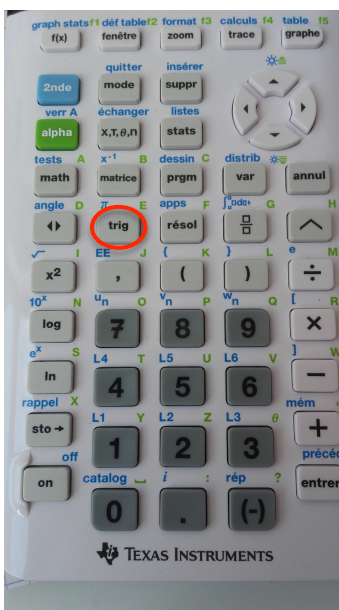 graph stats f1 déf table f2 format f3 calculs f4 table f5
f(x) fenêtre zoom trace graphe
quitter insérer
2nde mode suppr
verr A échanger listes
alpha X,T,θ,n stats
tests A x⁻¹ B dessin C distrib
math matrice prgm var annul
angle D π E apps F G H
trig résol
√ I EE J { K } L e M
x² , ( ) ÷
10ˣ N uₙ O vₙ P wₙ Q [ R
log 7 8 9 ×
eˣ S L4 T L5 U L6 V ] W
ln 4 5 6 −
rappel X L1 Y L2 Z L3 θ mém
sto→ 1 2 3 +
off catalog i : rép ? précé
on 0 . (-) entrer
TEXAS INSTRUMENTS